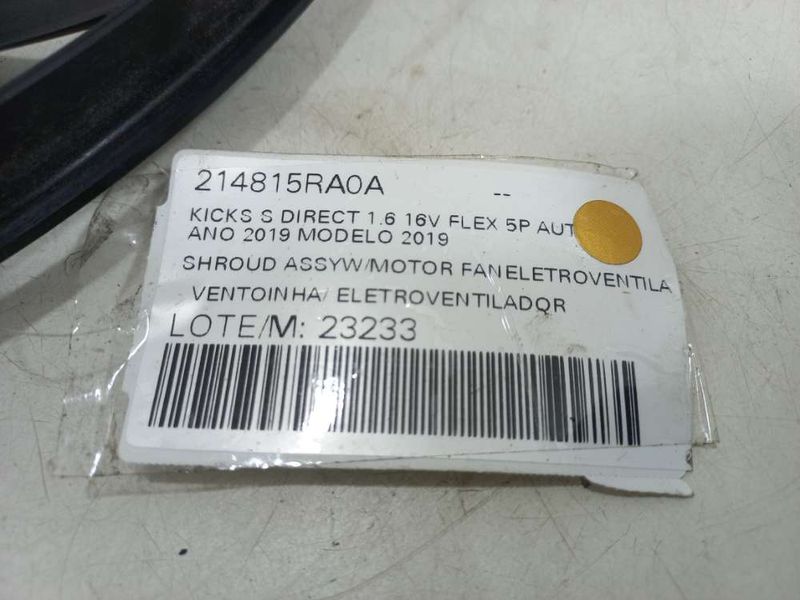 214815RA0A --
KICKS S DIRECT 1.6 16V FLEX 5P AUT
ANO 2019 MODELO 2019
SHROUD ASSYW/MOTOR FANELETROVENTILA
VENTOINHA/ ELETROVENTILADOR
LOTE/M: 23233